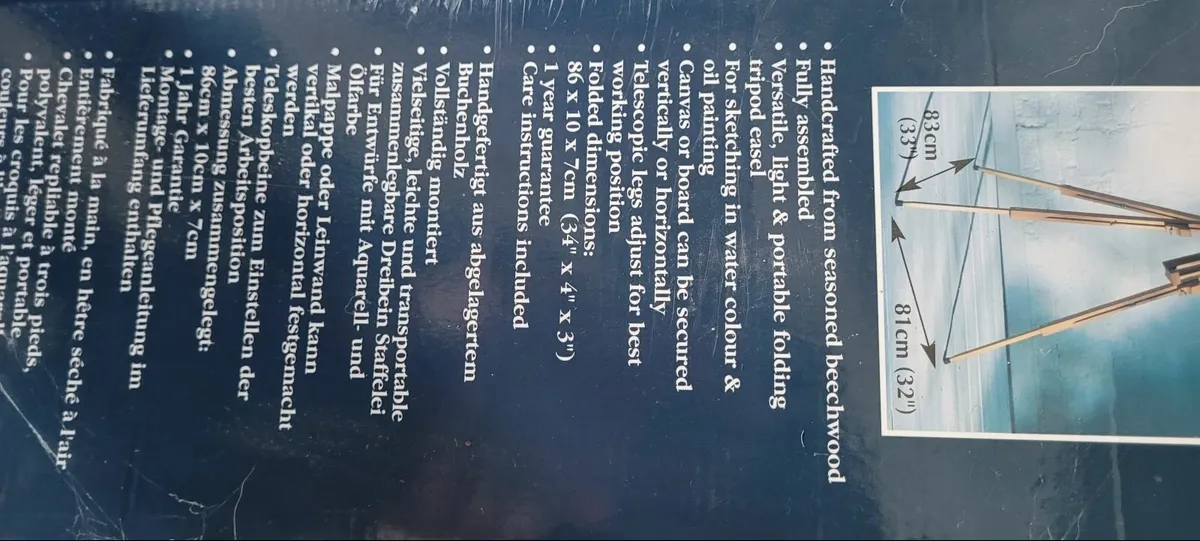 83cm
(33")
81cm (32")
• Handcrafted from seasoned beechwood
• Fully assembled
• Versatile, light & portable folding
tripod easel
• For sketching in water colour &
oil painting
• Canvas or board can be secured
vertically or horizontally
• Telescopic legs adjust for best
working position
• Folded dimensions:
86 x 10 x 7cm (34" x 4" x 3")
• 1 year guarantee
• Care instructions included
• Handgefertigt aus abgelagertem
Buchenholz
• Vollständig montiert
• Vielseitige, leichte und transportable
zusammenlegbare Dreibein Staffelei
• Für Entwürfe mit Aquarell- und
Ölfarbe
• Malpappe oder Leinwand kann
vertikal oder horizontal festgemacht
werden
• Teleskopbeine zum Einstellen der
besten Arbeitsposition
• Abmessung zusammengelegt:
86cm x 10cm x 7cm
• 1 Jahr Garantie
• Montage- und Pflegeanleitung im
Lieferumfang enthalten
• Fabriqué à la main, en hêtre séché à l'air
• Entièrement monté
• Chevalet repliable à trois pieds,
polyvalent, léger et portable
• Pour les croquis à
couleurs à